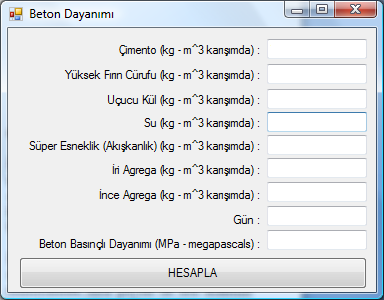 Beton Dayanımı
Çimento (kg - m^3 karışımda) :
Yüksek Fırın Cürufu (kg - m^3 karışımda) :
Uçucu Kül (kg - m^3 karışımda) :
Su (kg - m^3 karışımda) :
Süper Esneklik (Akışkanlık) (kg - m^3 karışımda) :
İri Agrega (kg - m^3 karışımda) :
İnce Agrega (kg - m^3 karışımda) :
Gün :
Beton Basınçlı Dayanımı (MPa - megapascals) :
HESAPLA